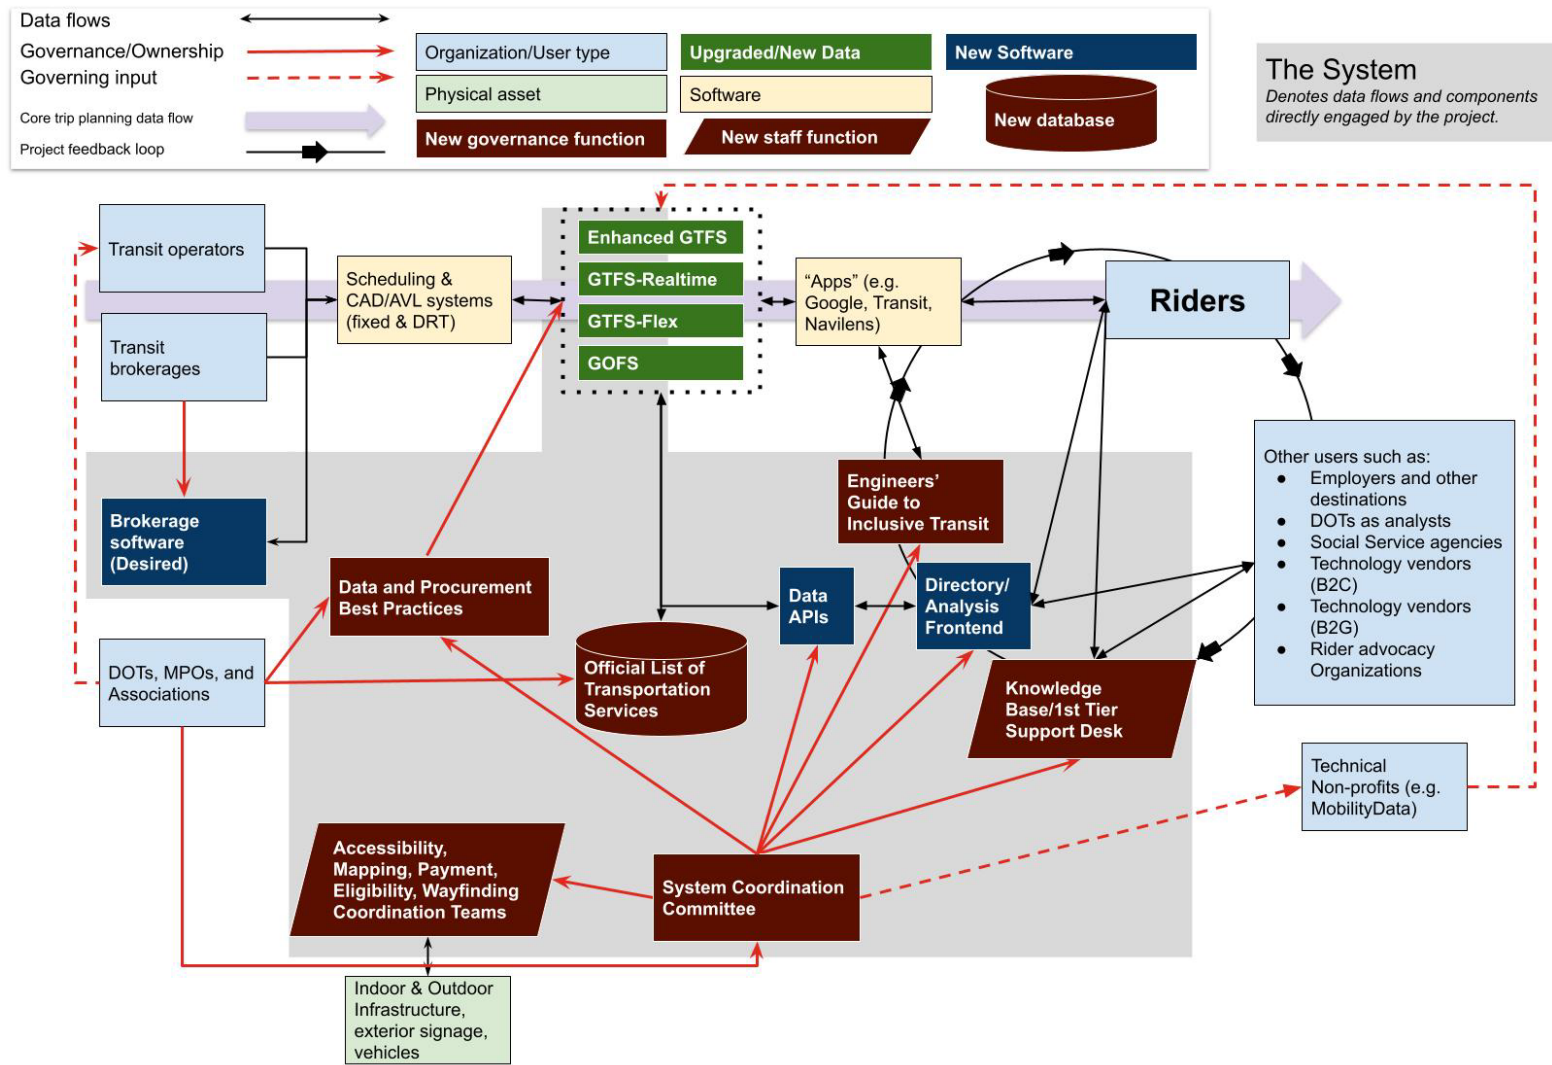 Data flows
Governance/Ownership
Governing input
Core trip planning data flow
Project feedback loop
Organization/User type
Physical asset
New governance function
Upgraded/New Data
Software
New staff function
New Software
New database
The System
Denotes data flows and components
directly engaged by the project.
Transit operators
Transit
brokerages
Scheduling &
CAD/AVL systems
(fixed & DRT)
Enhanced GTFS
GTFS-Realtime
GTFS-Flex
GOFS
“Apps” (e.g.
Google, Transit,
Navilens)
Riders
Brokerage
software
(Desired)
Data and Procurement
Best Practices
Engineers’
Guide to
Inclusive Transit
Data
APIs
Directory/
Analysis
Frontend
Other users such as:
● Employers and other
destinations
● DOTs as analysts
● Social Service agencies
● Technology vendors
(B2C)
● Technology vendors
(B2G)
● Rider advocacy
Organizations
DOTs, MPOs, and
Associations
Official List of
Transportation
Services
Knowledge
Base/1st Tier
Support Desk
Technical
Non-profits (e.g.
MobilityData)
Accessibility,
Mapping, Payment,
Eligibility, Wayfinding
Coordination Teams
System Coordination
Committee
Indoor & Outdoor
Infrastructure,
exterior signage,
vehicles